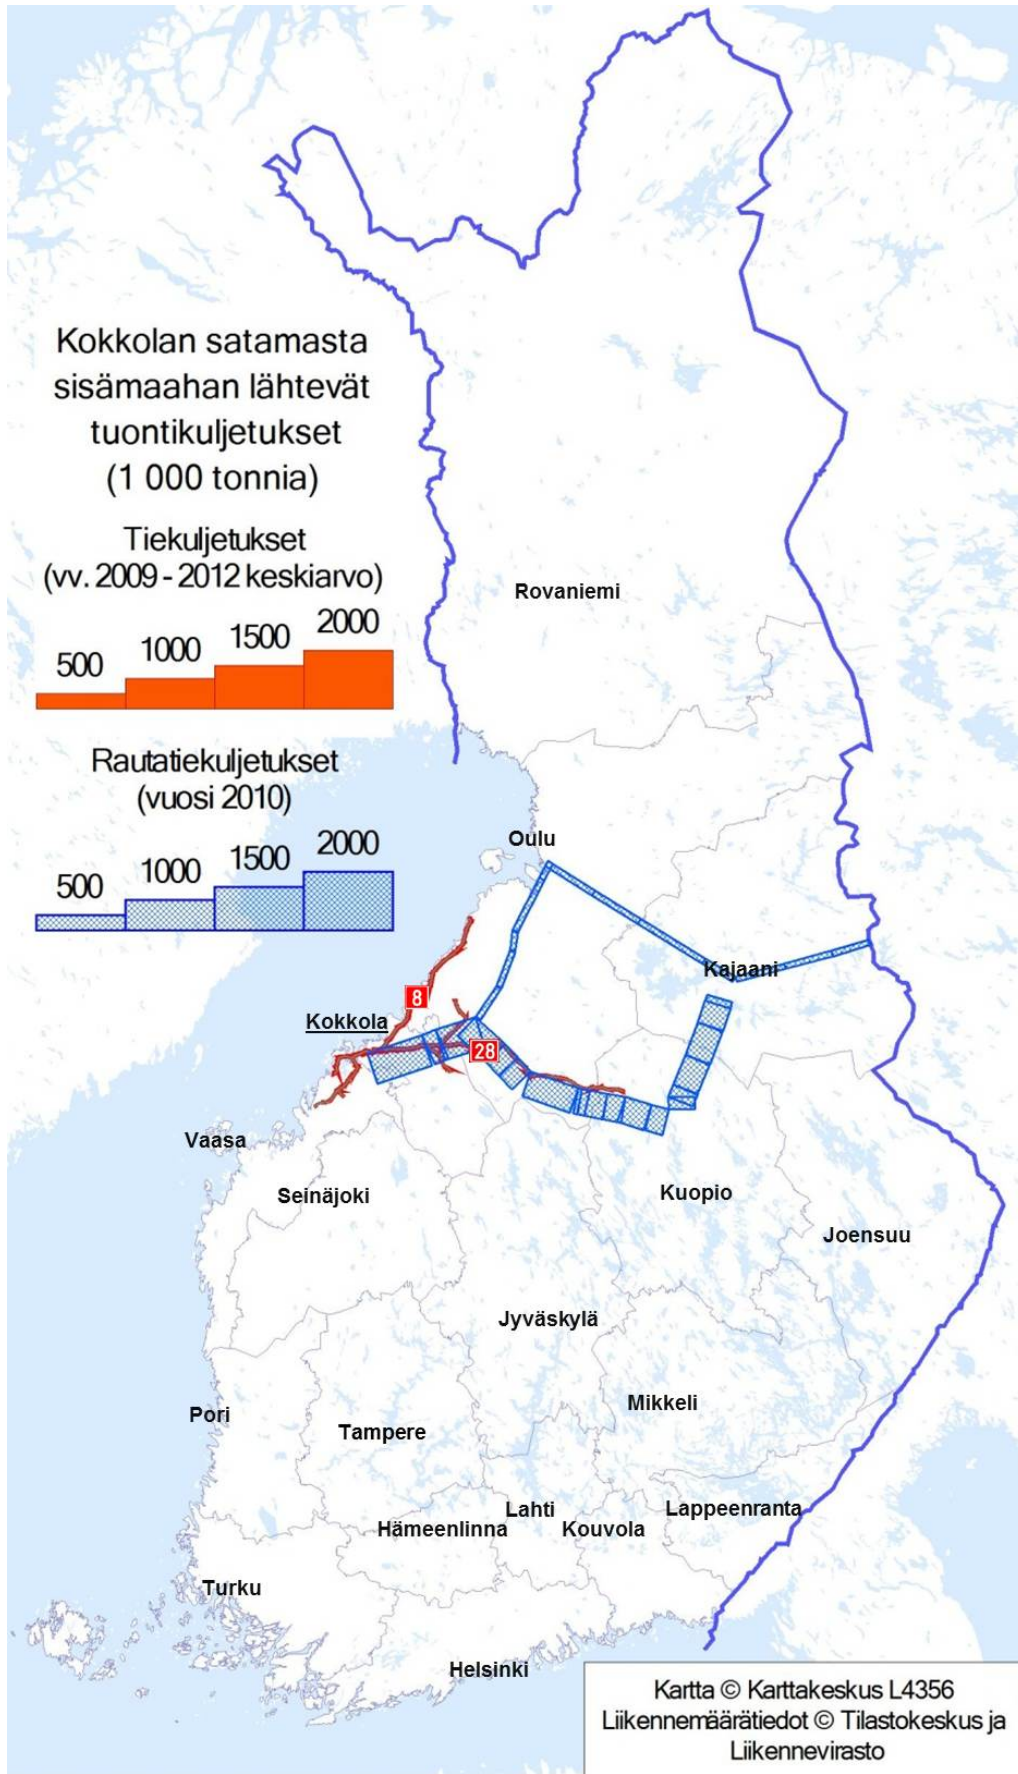 Kokkolan satamasta
sisämaahan lähtevät
tuontikuljetukset
(1 000 tonnia)
Tiekuljetukset
(vv. 2009 - 2012 keskiarvo)
500 1000 1500 2000
Rautatiekuljetukset
(vuosi 2010)
500 1000 1500 2000
Rovaniemi
Oulu
Kajaani
8
Kokkola
28
Vaasa
Seinäjoki
Kuopio
Joensuu
Jyväskylä
Mikkeli
Pori
Tampere
Lahti
Lappeenranta
Hämeenlinna
Kouvola
Turku
Helsinki
Kartta © Karttakeskus L4356
Liikennemäärätiedot © Tilastokeskus ja
Liikennevirasto